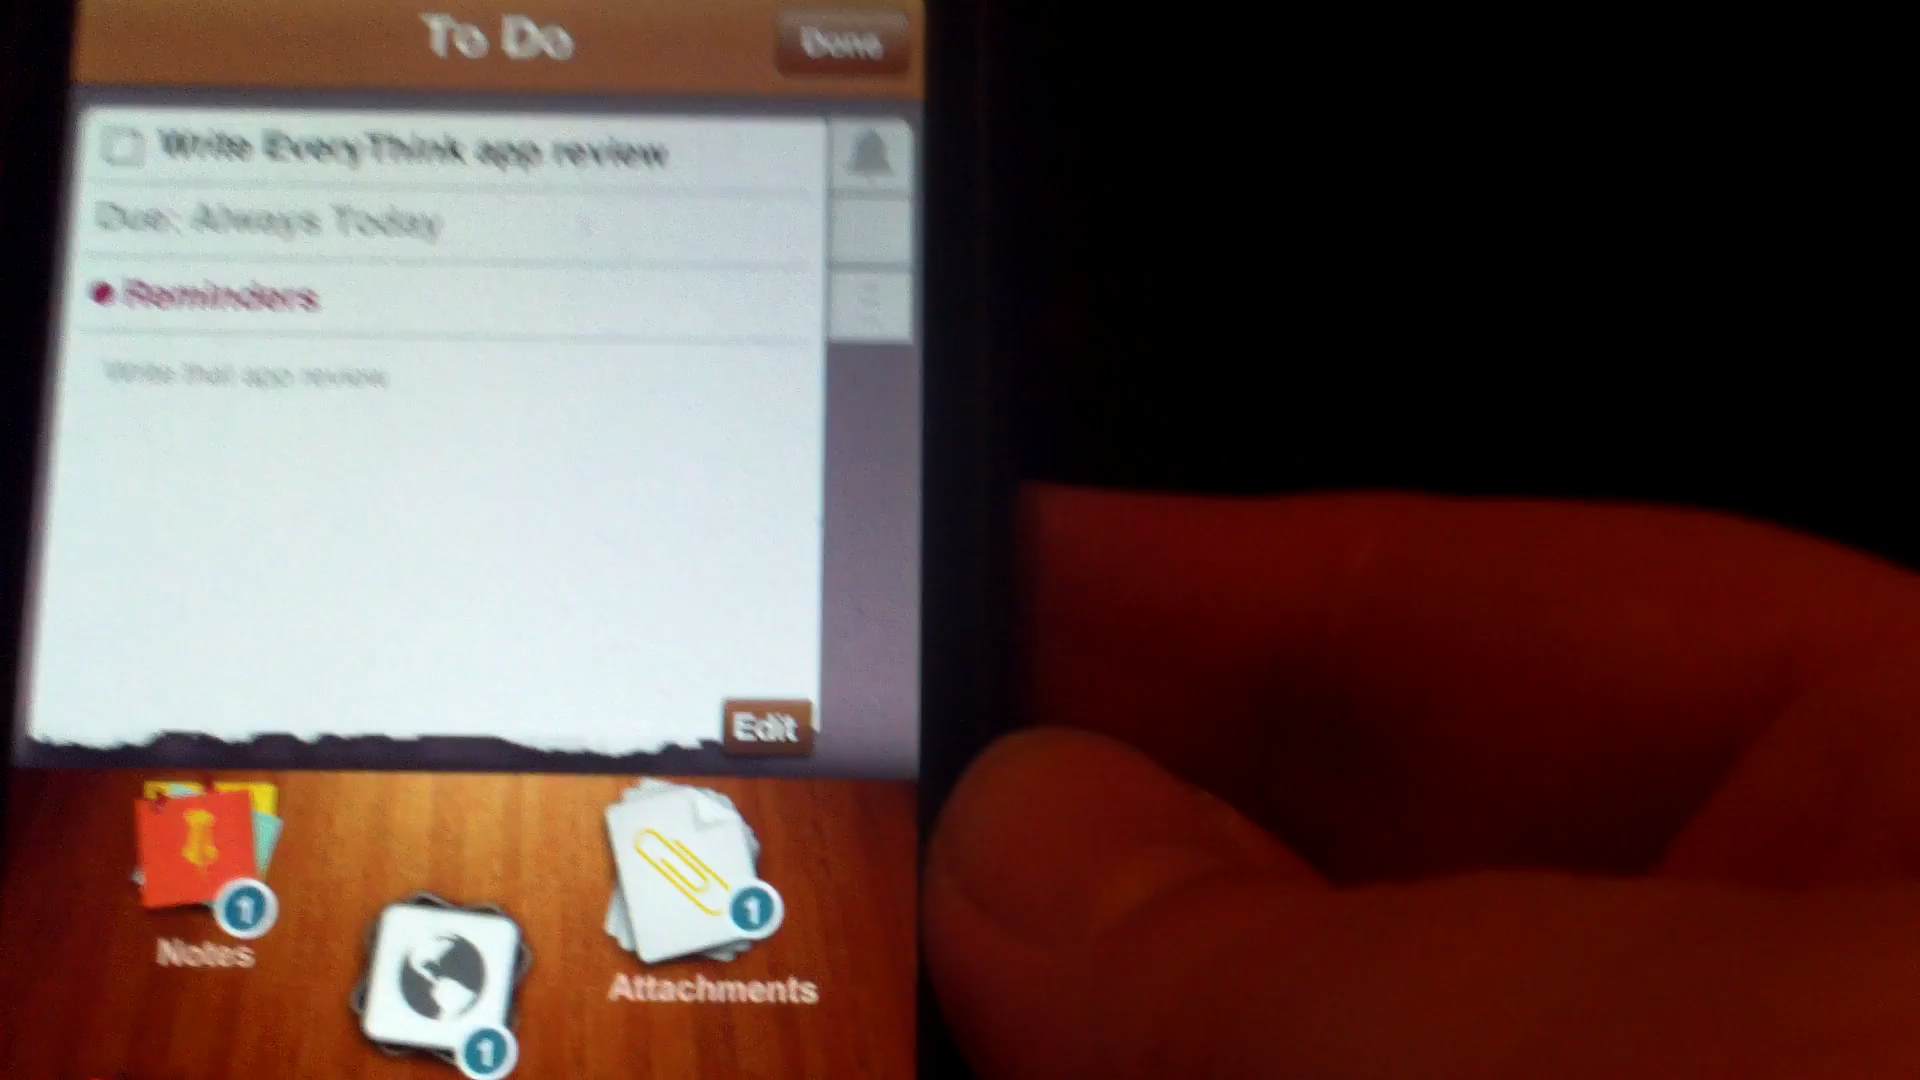 To Do
Done
Write EveryThink app review
Due: Always Today
Reminders
Write that app review
Edit
1
1
Notes
Attachments
1